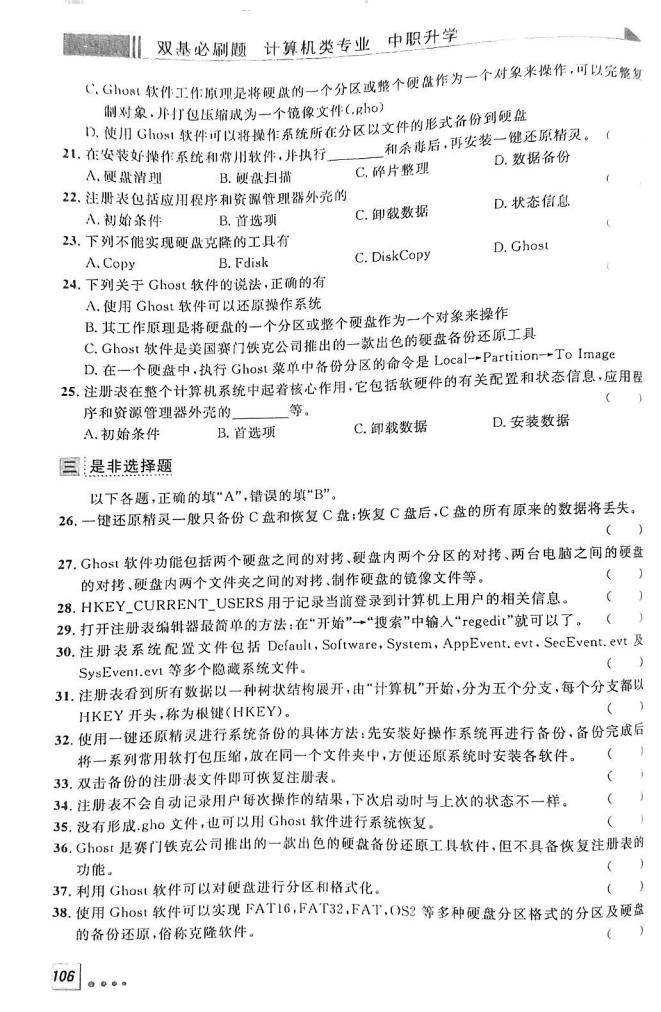 双基必刷题 计算机类专业 中职升学
C. Ghost 软件工作原理是将硬盘的一个分区或整个硬盘作为一个对象来操作,可以完整复
制对象,并打包压缩成为一个镜像文件(.gho)
D. 使用 Ghost 软件可以将操作系统所在分区以文件的形式备份到硬盘
21. 在安装好操作系统和常用软件,并执行________和杀毒后,再安装一键还原精灵。 (
A. 硬盘清理 B. 硬盘扫描 C. 碎片整理 D. 数据备份
22. 注册表包括应用程序和资源管理器外壳的 (
A. 初始条件 B. 首选项 C. 卸载数据 D. 状态信息
23. 下列不能实现硬盘克隆的工具有 (
A. Copy B. Fdisk C. DiskCopy D. Ghost
24. 下列关于 Ghost 软件的说法,正确的有 (
A. 使用 Ghost 软件可以还原操作系统
B. 其工作原理是将硬盘的一个分区或整个硬盘作为一个对象来操作
C. Ghost 软件是美国赛门铁克公司推出的一款出色的硬盘备份还原工具
D. 在一个硬盘中,执行 Ghost 菜单中备份分区的命令是 Local→Partition→To Image
25. 注册表在整个计算机系统中起着核心作用,它包括软硬件的有关配置和状态信息,应用程
序和资源管理器外壳的________等。 ( )
A. 初始条件 B. 首选项 C. 卸载数据 D. 安装数据
三 是非选择题
以下各题,正确的填“A”,错误的填“B”。
26. 一键还原精灵一般只备份 C 盘和恢复 C 盘;恢复 C 盘后,C 盘的所有原来的数据将丢失。
( )
27. Ghost 软件功能包括两个硬盘之间的对拷、硬盘内两个分区的对拷、两台电脑之间的硬盘
的对拷、硬盘内两个文件夹之间的对拷、制作硬盘的镜像文件等。 ( )
28. HKEY_CURRENT_USERS 用于记录当前登录到计算机上用户的相关信息。 ( )
29. 打开注册表编辑器最简单的方法:在“开始”→“搜索”中输入“regedit”就可以了。 ( )
30. 注册表系统配置文件包括 Default, Software, System, AppEvent. evt, SecEvent. evt 及
SysEvent.evt 等多个隐藏系统文件。 ( )
31. 注册表看到所有数据以一种树状结构展开,由“计算机”开始,分为五个分支,每个分支都以
HKEY 开头,称为根键(HKEY)。 ( )
32. 使用一键还原精灵进行系统备份的具体方法:先安装好操作系统再进行备份,备份完成后
将一系列常用软打包压缩,放在同一个文件夹中,方便还原系统时安装各软件。 ( )
33. 双击备份的注册表文件即可恢复注册表。 ( )
34. 注册表不会自动记录用户每次操作的结果,下次启动时与上次的状态不一样。 ( )
35. 没有形成.gho 文件,也可以用 Ghost 软件进行系统恢复。 ( )
36. Ghost 是赛门铁克公司推出的一款出色的硬盘备份还原工具软件,但不具备恢复注册表的
功能。 ( )
37. 利用 Ghost 软件可以对硬盘进行分区和格式化。 ( )
38. 使用 Ghost 软件可以实现 FAT16,FAT32,FAT,OS2 等多种硬盘分区格式的分区及硬盘
的备份还原,俗称克隆软件。 ( )
106